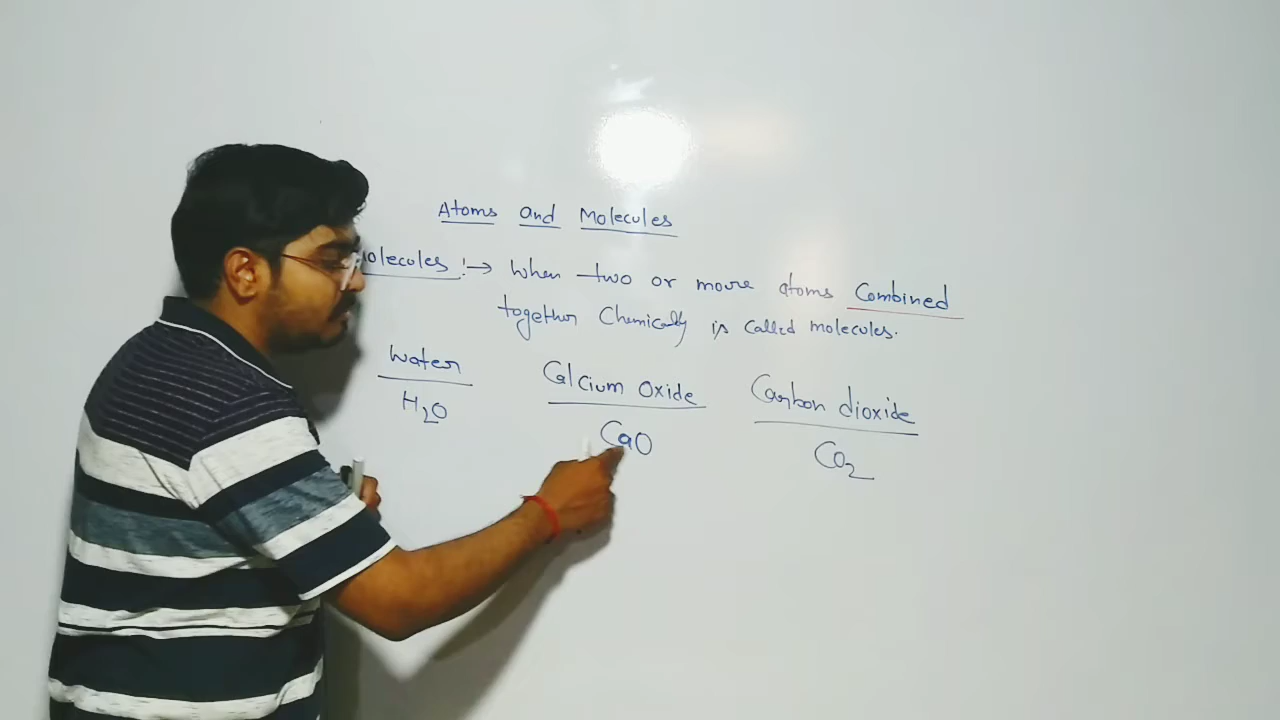 Atoms and Molecules
olecules :→ When two or more atoms Combined
together Chemically is called molecules.
Water
H₂O
Calcium Oxide
CaO
Carbon dioxide
CO₂